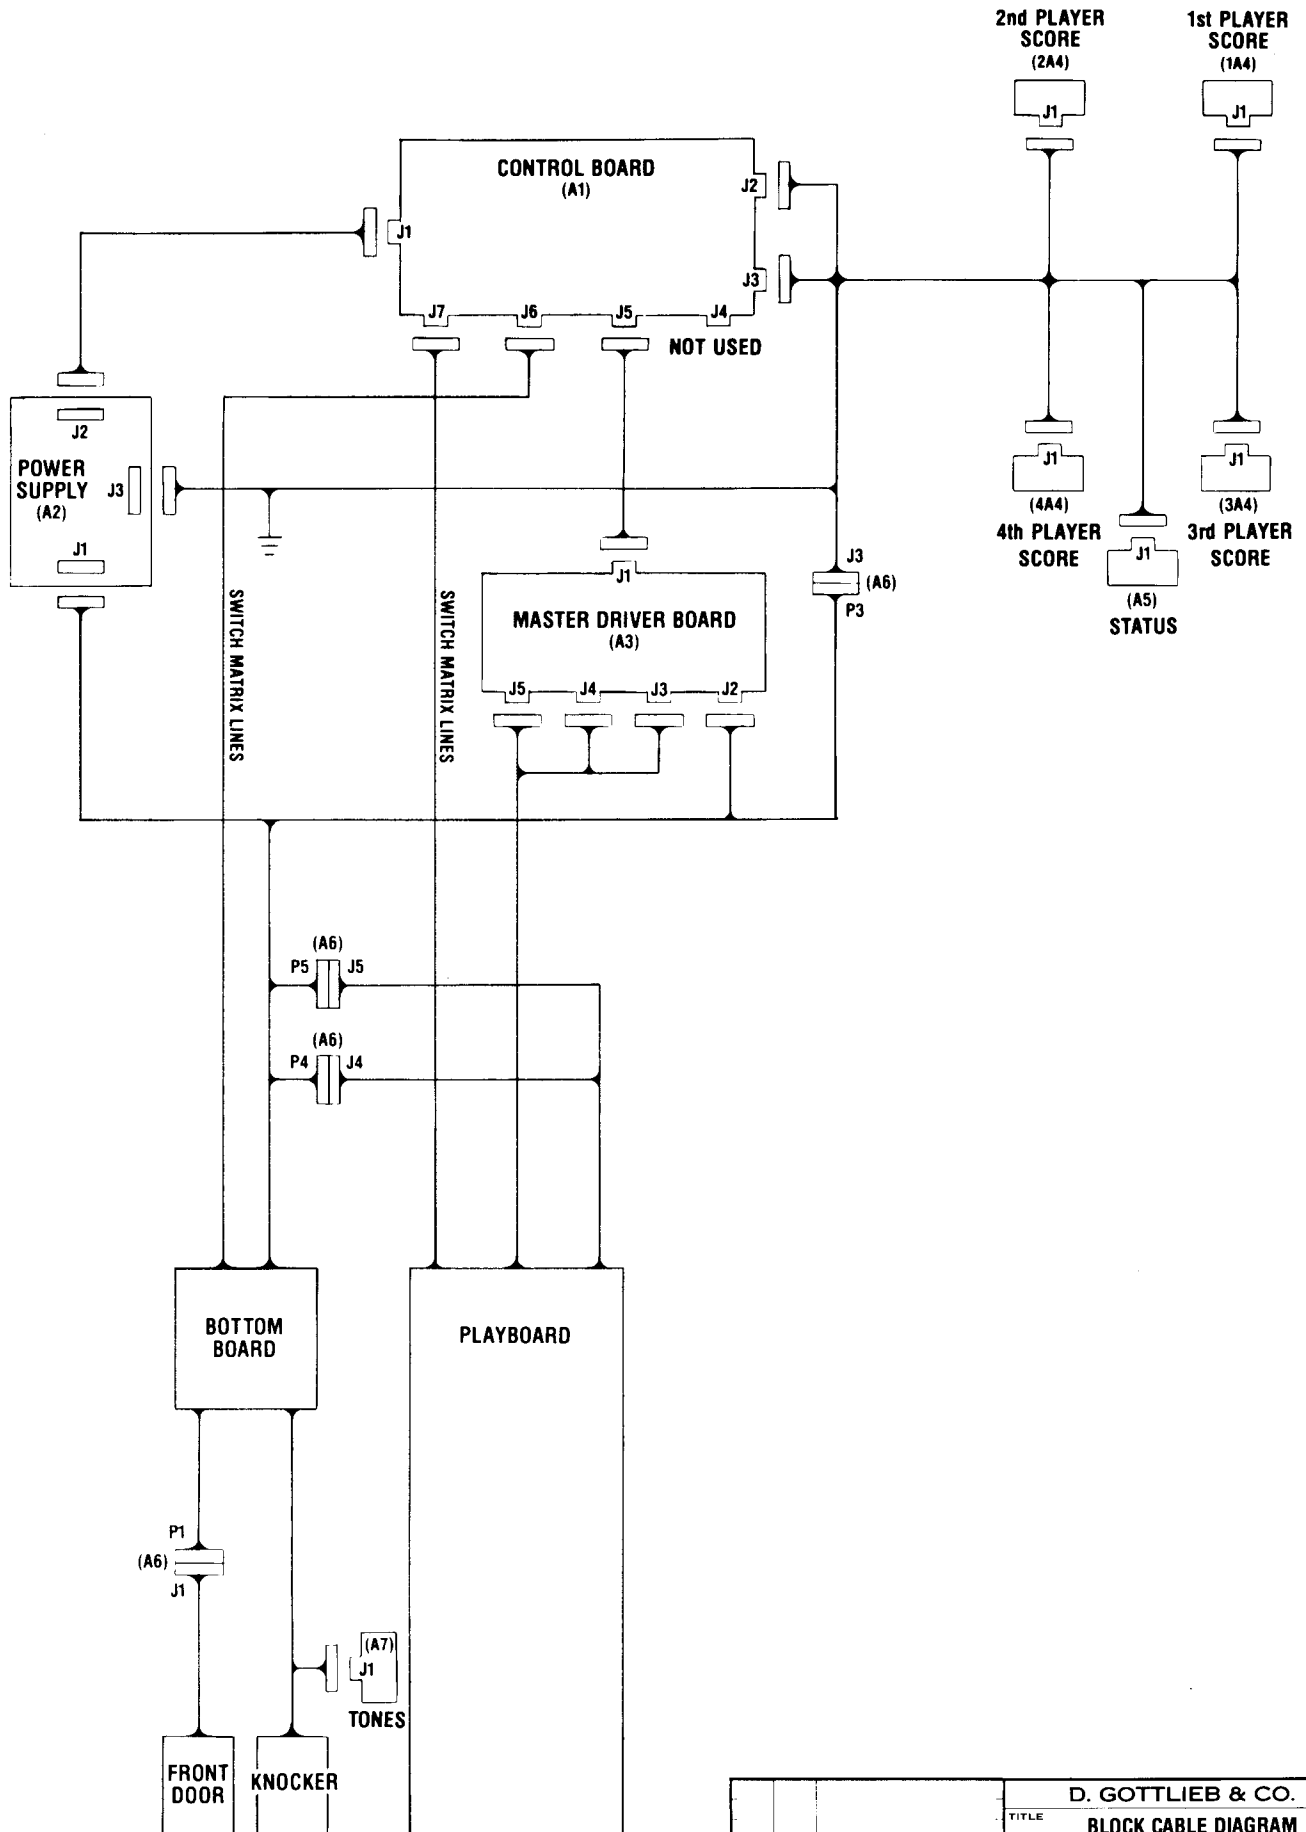 2nd PLAYER
SCORE
(2A4)
J1
1st PLAYER
SCORE
(1A4)
J1
CONTROL BOARD
(A1)
J2
J1
J3
J7
J6
J5
J4
NOT USED
J2
POWER
SUPPLY
(A2)
J3
J1
J1
(4A4)
4th PLAYER
SCORE
J1
(3A4)
3rd PLAYER
SCORE
J1
(A5)
STATUS
J3
(A6)
P3
SWITCH MATRIX LINES
SWITCH MATRIX LINES
J1
MASTER DRIVER BOARD
(A3)
J5
J4
J3
J2
(A6)
P5
J5
(A6)
P4
J4
BOTTOM
BOARD
PLAYBOARD
P1
(A6)
J1
(A7)
J1
TONES
FRONT
DOOR
KNOCKER
D. GOTTLIEB & CO.
TITLE
BLOCK CABLE DIAGRAM